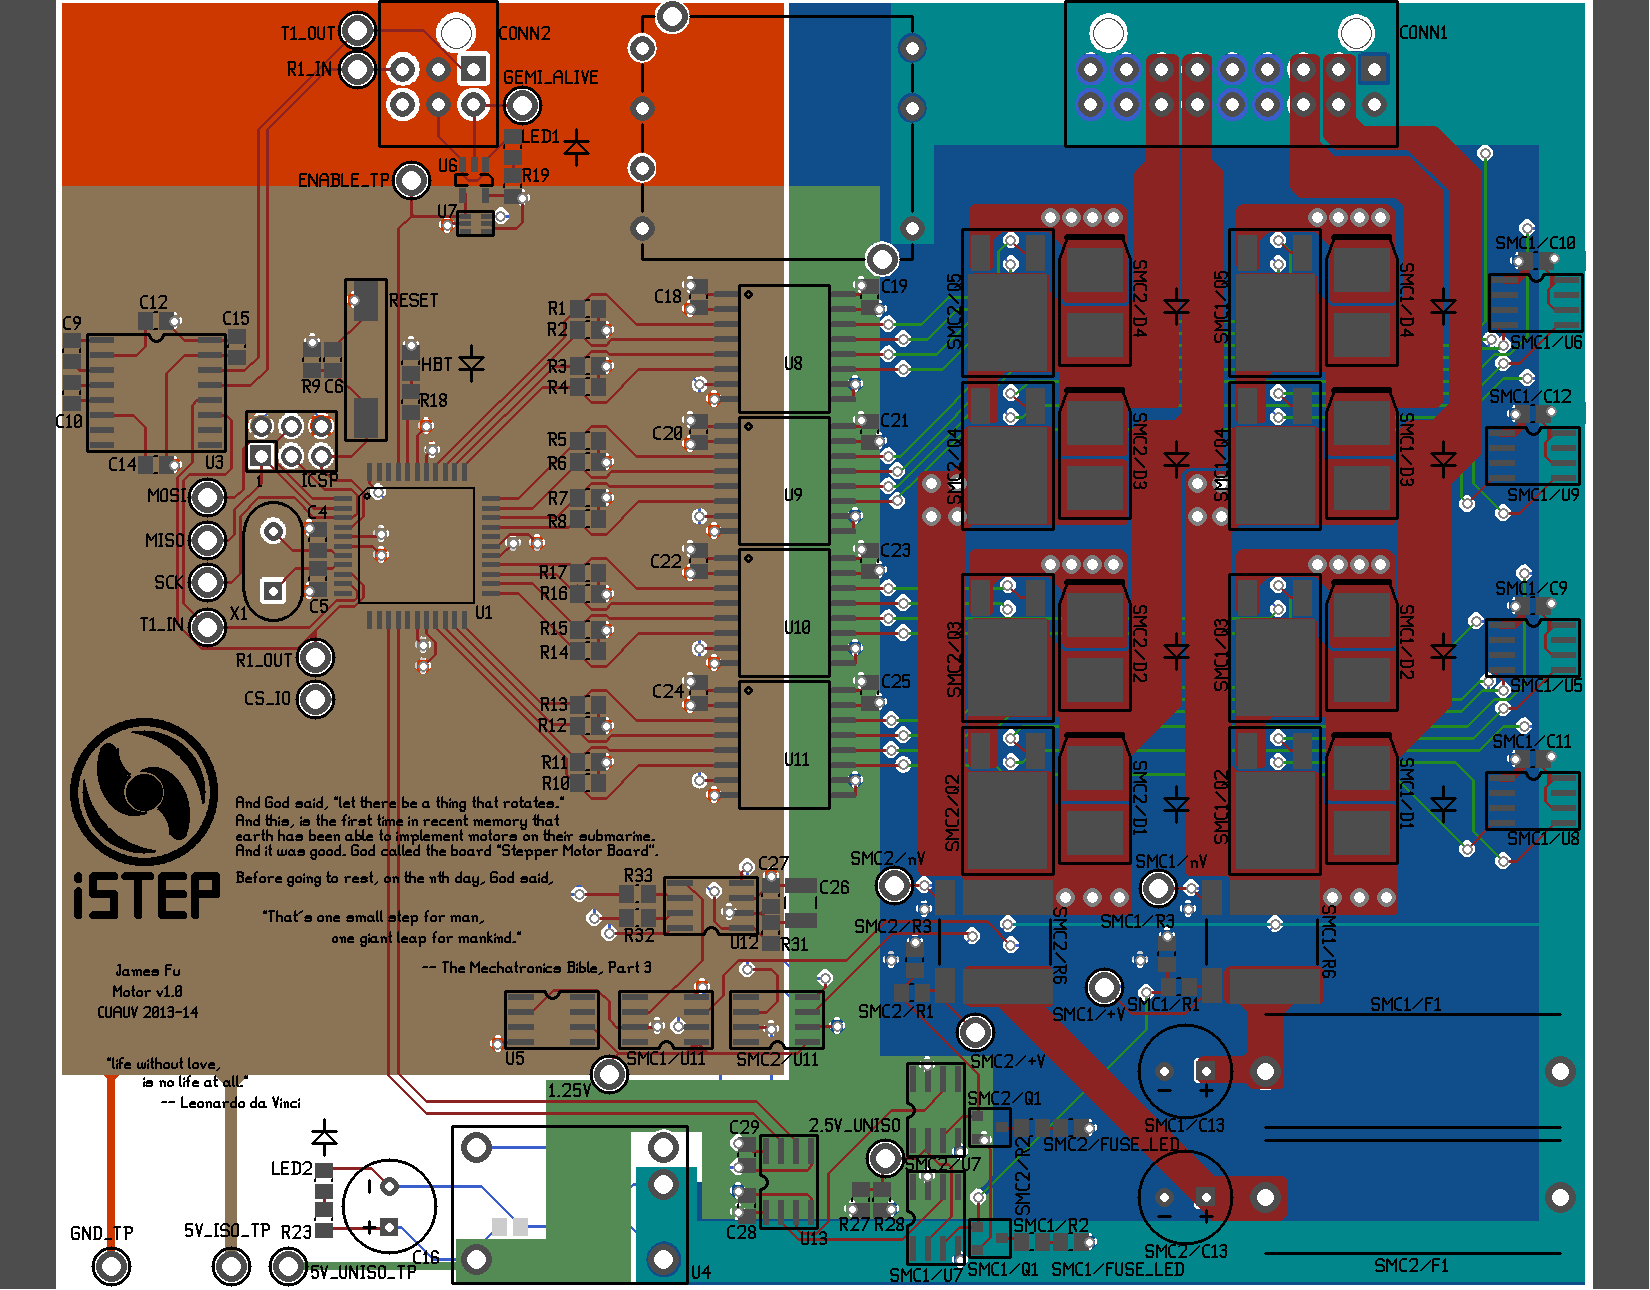 T1_OUT
CONN2
CONN1
R1_IN
GEMI_ALIVE
LED1
U6
R19
ENABLE_TP
U7
SMC1/C10
C12
RESET
C18
C19
SMC2/Q5
SMC2/D4
SMC1/Q5
SMC1/D4
C9
C15
R1
R2
SMC1/U6
R9
C6
HBT
R3
R4
U8
R18
SMC1/C12
C10
C14
U3
ICSP
1
R5
R6
C20
C21
SMC2/Q4
SMC2/D3
SMC1/Q4
SMC1/D3
MOSI
C4
R7
R8
U9
SMC1/U9
MISO
C22
C23
SCK
R17
R16
SMC1/C9
X1
C5
U1
T1_IN
R15
R14
U10
SMC2/Q3
SMC2/D2
SMC1/Q3
SMC1/D2
R1_OUT
SMC1/U5
CS_IO
C24
C25
R13
R12
SMC1/C11
R11
R10
U11
SMC2/Q2
SMC2/D1
SMC1/Q2
SMC1/D1
And God said, "let there be a thing that rotates."
And this, is the first time in recent memory that
earth has been able to implement motors on their submarine.
And it was good. God called the board "Stepper Motor Board".
SMC1/U8
iSTEP
Before going to rest, on the nth day, God said,
R33
C27
C26
SMC2/nV
SMC1/nV
"That's one small step for man,
one giant leap for mankind."
R32
U12
R31
SMC2/R3
SMC2/R6
SMC1/R3
SMC1/R6
-- The Mechatronics Bible, Part 3
James Fu
Motor v1.0
CUAUV 2013-14
SMC2/R1
SMC1/+V
SMC1/R1
SMC1/F1
U5
SMC1/U11
SMC2/U11
SMC2/+V
"life without love,
is no life at all."
-- Leonardo da Vinci
1.25V
SMC2/Q1
2.5V_UNISO
C29
SMC1/C13
SMC2/FUSE_LED
SMC2/U7
SMC2/R2
LED2
GND_TP
5V_ISO_TP
R23
C16
5V_UNISO_TP
U4
C28
U13
R27
R28
SMC1/R2
SMC1/U7
SMC1/Q1
SMC1/FUSE_LED
SMC2/C13
SMC2/F1